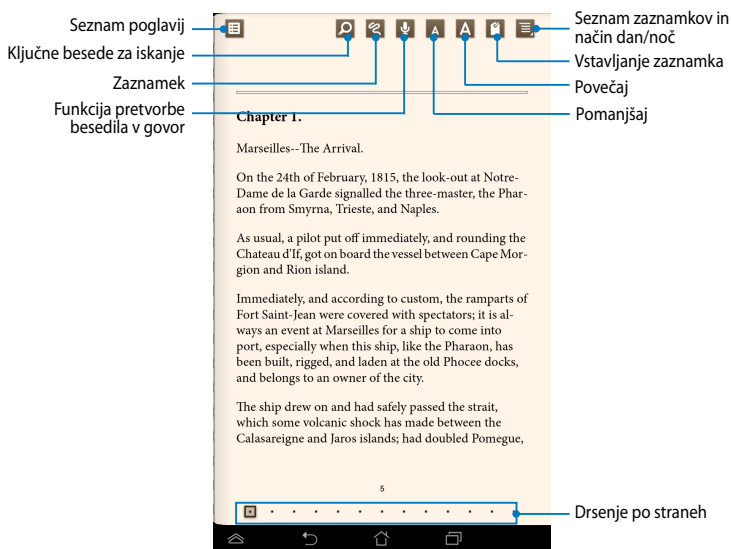 Seznam poglavij
Ključne besede za iskanje
Zaznamek
Funkcija pretvorbe
besedila v govor
Seznam zaznamkov in
način dan/noč
Vstavljanje zaznamka
Povečaj
Pomanjšaj
A
A
Chapter 1.
Marseilles--The Arrival.
On the 24th of February, 1815, the look-out at Notre-
Dame de la Garde signalled the three-master, the Phar-
aon from Smyrna, Trieste, and Naples.
As usual, a pilot put off immediately, and rounding the
Chateau d'If, got on board the vessel between Cape Mor-
gion and Rion island.
Immediately, and according to custom, the ramparts of
Fort Saint-Jean were covered with spectators; it is al-
ways an event at Marseilles for a ship to come into
port, especially when this ship, like the Pharaon, has
been built, rigged, and laden at the old Phocee docks,
and belongs to an owner of the city.
The ship drew on and had safely passed the strait,
which some volcanic shock has made between the
Calasareigne and Jaros islands; had doubled Pomegue,
5
Drsenje po straneh